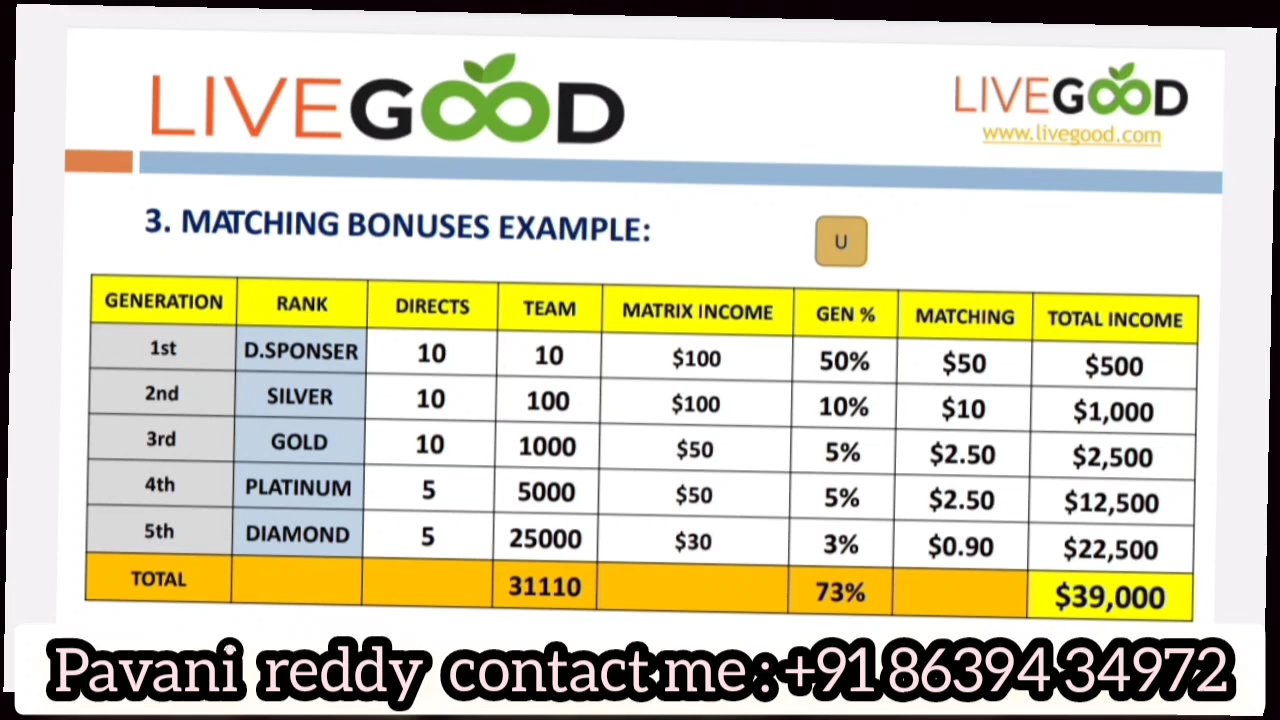 LIVEGOOD
LIVEGOOD
www.livegood.com
3. MATCHING BONUSES EXAMPLE:
U
GENERATION RANK DIRECTS TEAM MATRIX INCOME GEN % MATCHING TOTAL INCOME
1st D.SPONSER 10 10 $100 50% $50 $500
2nd SILVER 10 100 $100 10% $10 $1,000
3rd GOLD 10 1000 $50 5% $2.50 $2,500
4th PLATINUM 5 5000 $50 5% $2.50 $12,500
5th DIAMOND 5 25000 $30 3% $0.90 $22,500
TOTAL 31110 73% $39,000
Pavani reddy contact me : +91 86394 34972